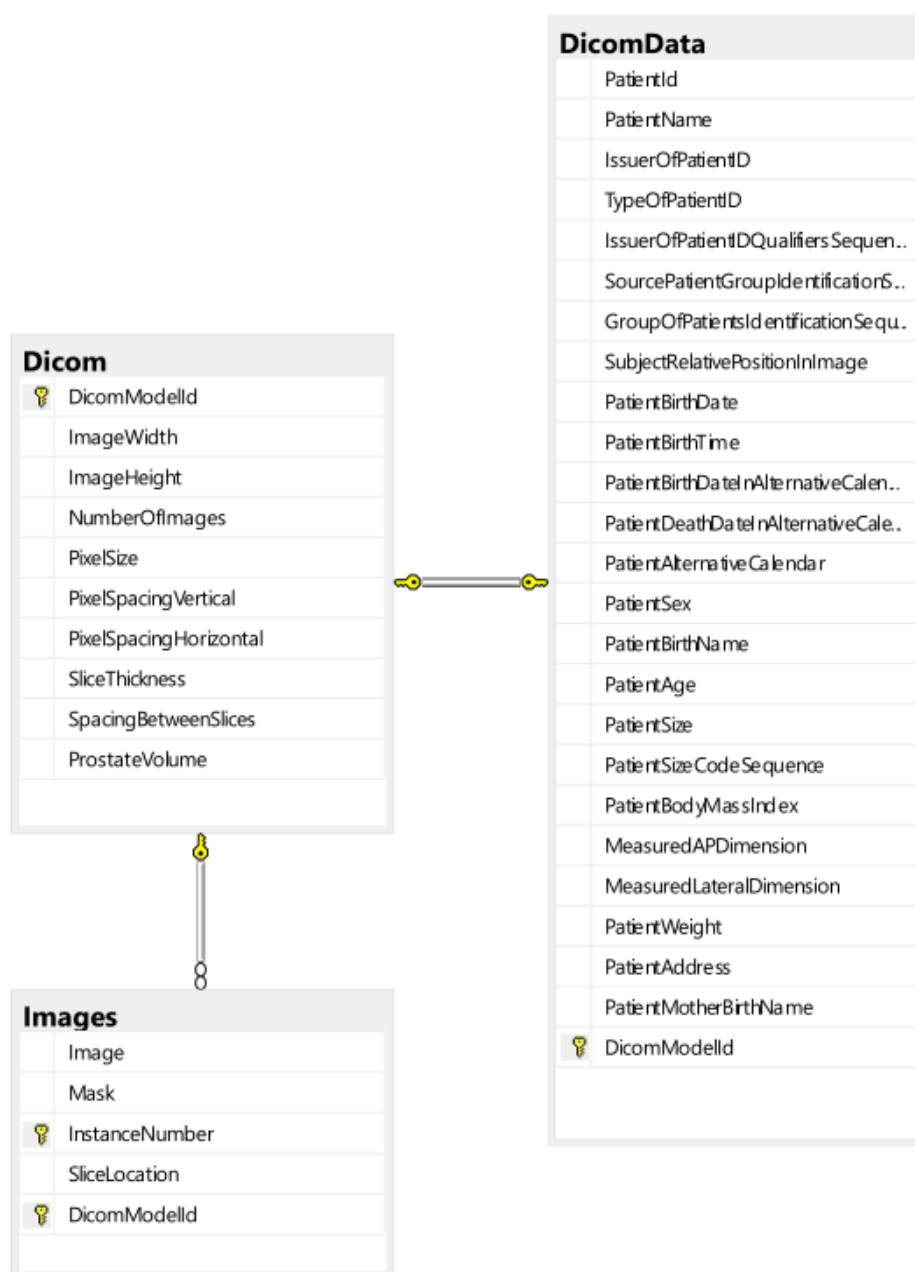 DicomData
PatientId
PatientName
IssuerOfPatientID
TypeOfPatientID
IssuerOfPatientIDQualifiersSequen...
SourcePatientGroupIdentificationS...
GroupOfPatientsIdentificationSequ...
SubjectRelativePositionInImage
PatientBirthDate
PatientBirthTime
PatientBirthDateInAlternativeCalen...
PatientDeathDateInAlternativeCale...
PatientAlternativeCalendar
PatientSex
PatientBirthName
PatientAge
PatientSize
PatientSizeCodeSequence
PatientBodyMassIndex
MeasuredAPDimension
MeasuredLateralDimension
PatientWeight
PatientAddress
PatientMotherBirthName
DicomModelId
Dicom
DicomModelId
ImageWidth
ImageHeight
NumberOfImages
PixelSize
PixelSpacingVertical
PixelSpacingHorizontal
SliceThickness
SpacingBetweenSlices
ProstateVolume
Images
Image
Mask
InstanceNumber
SliceLocation
DicomModelId